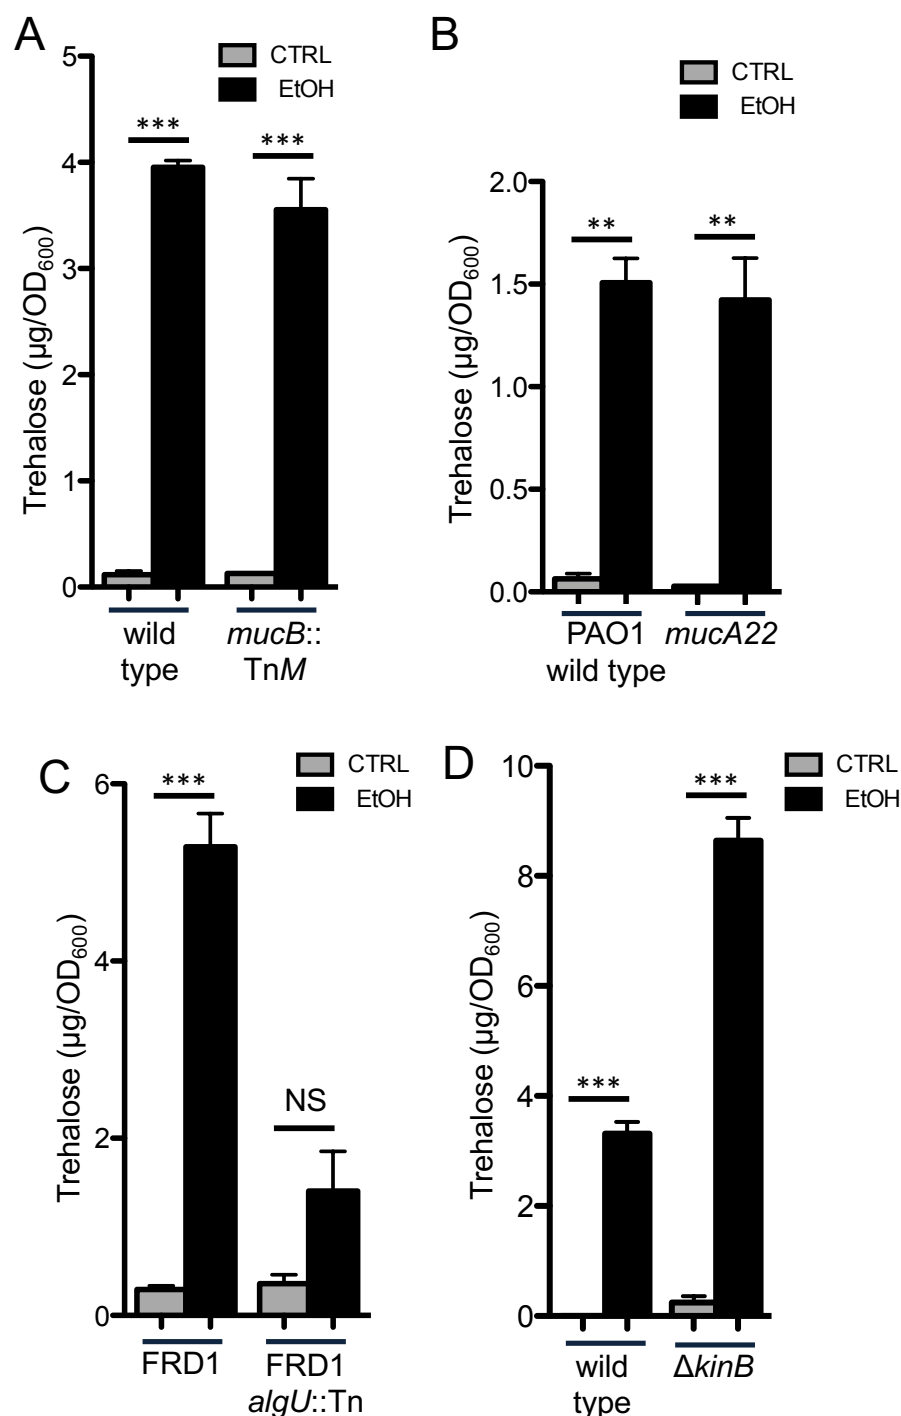 A
CTRL
EtOH
Trehalose (µg/OD600)
5
4
3
2
1
0
***
***
wild
type
mucB::
TnM
B
CTRL
EtOH
Trehalose (µg/OD600)
2.0
1.5
1.0
0.5
0.0
**
**
PAO1
wild type
mucA22
C
CTRL
EtOH
Trehalose (µg/OD600)
6
4
2
0
***
NS
FRD1
FRD1
algU::Tn
D
CTRL
EtOH
Trehalose (µg/OD600)
10
8
6
4
2
0
***
***
wild
type
ΔkinB